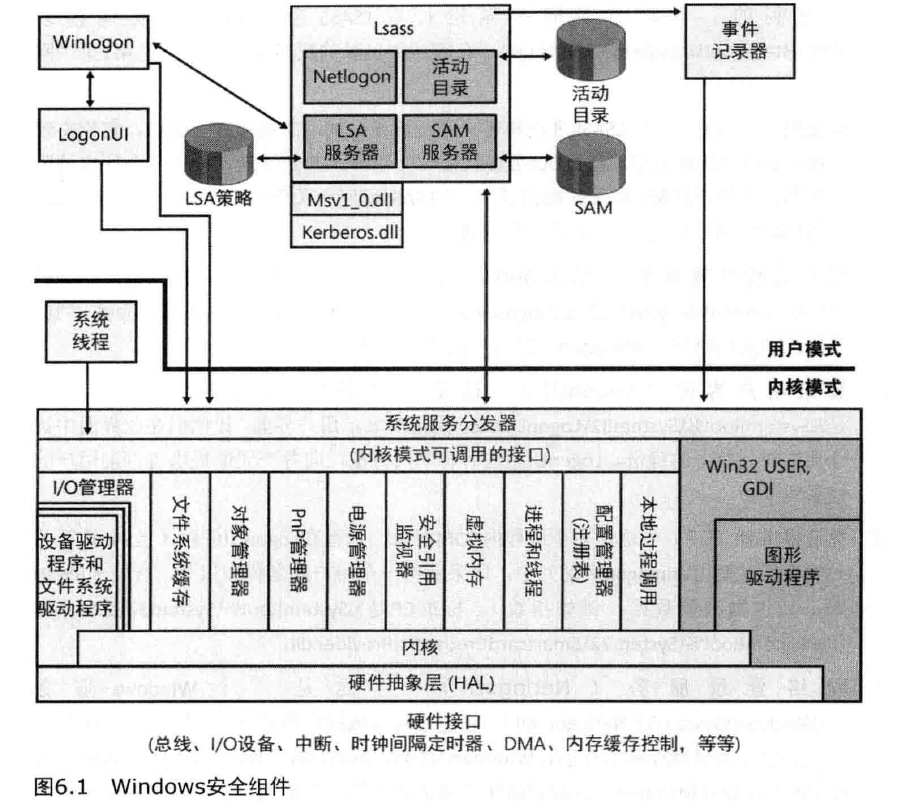 Winlogon
LogonUI
Lsass
Netlogon
活动
目录
LSA
服务器
SAM
服务器
Msv1_0.dll
Kerberos.dll
LSA策略
活动
目录
SAM
事件
记录器
系统
线程
用户模式
内核模式
系统服务分发器
(内核模式可调用的接口)
I/O管理器
设备驱动
程序和
文件系统
驱动程序
文件系统缓存
对象管理器
PnP管理器
电源管理器
安全引用
监视器
虚拟内存
进程和线程
配置管理器
(注册表)
本地过程调用
Win32 USER,
GDI
图形
驱动程序
内核
硬件抽象层 (HAL)
硬件接口
(总线、I/O设备、中断、时钟间隔定时器、DMA、内存缓存控制，等等)
图6.1 Windows安全组件